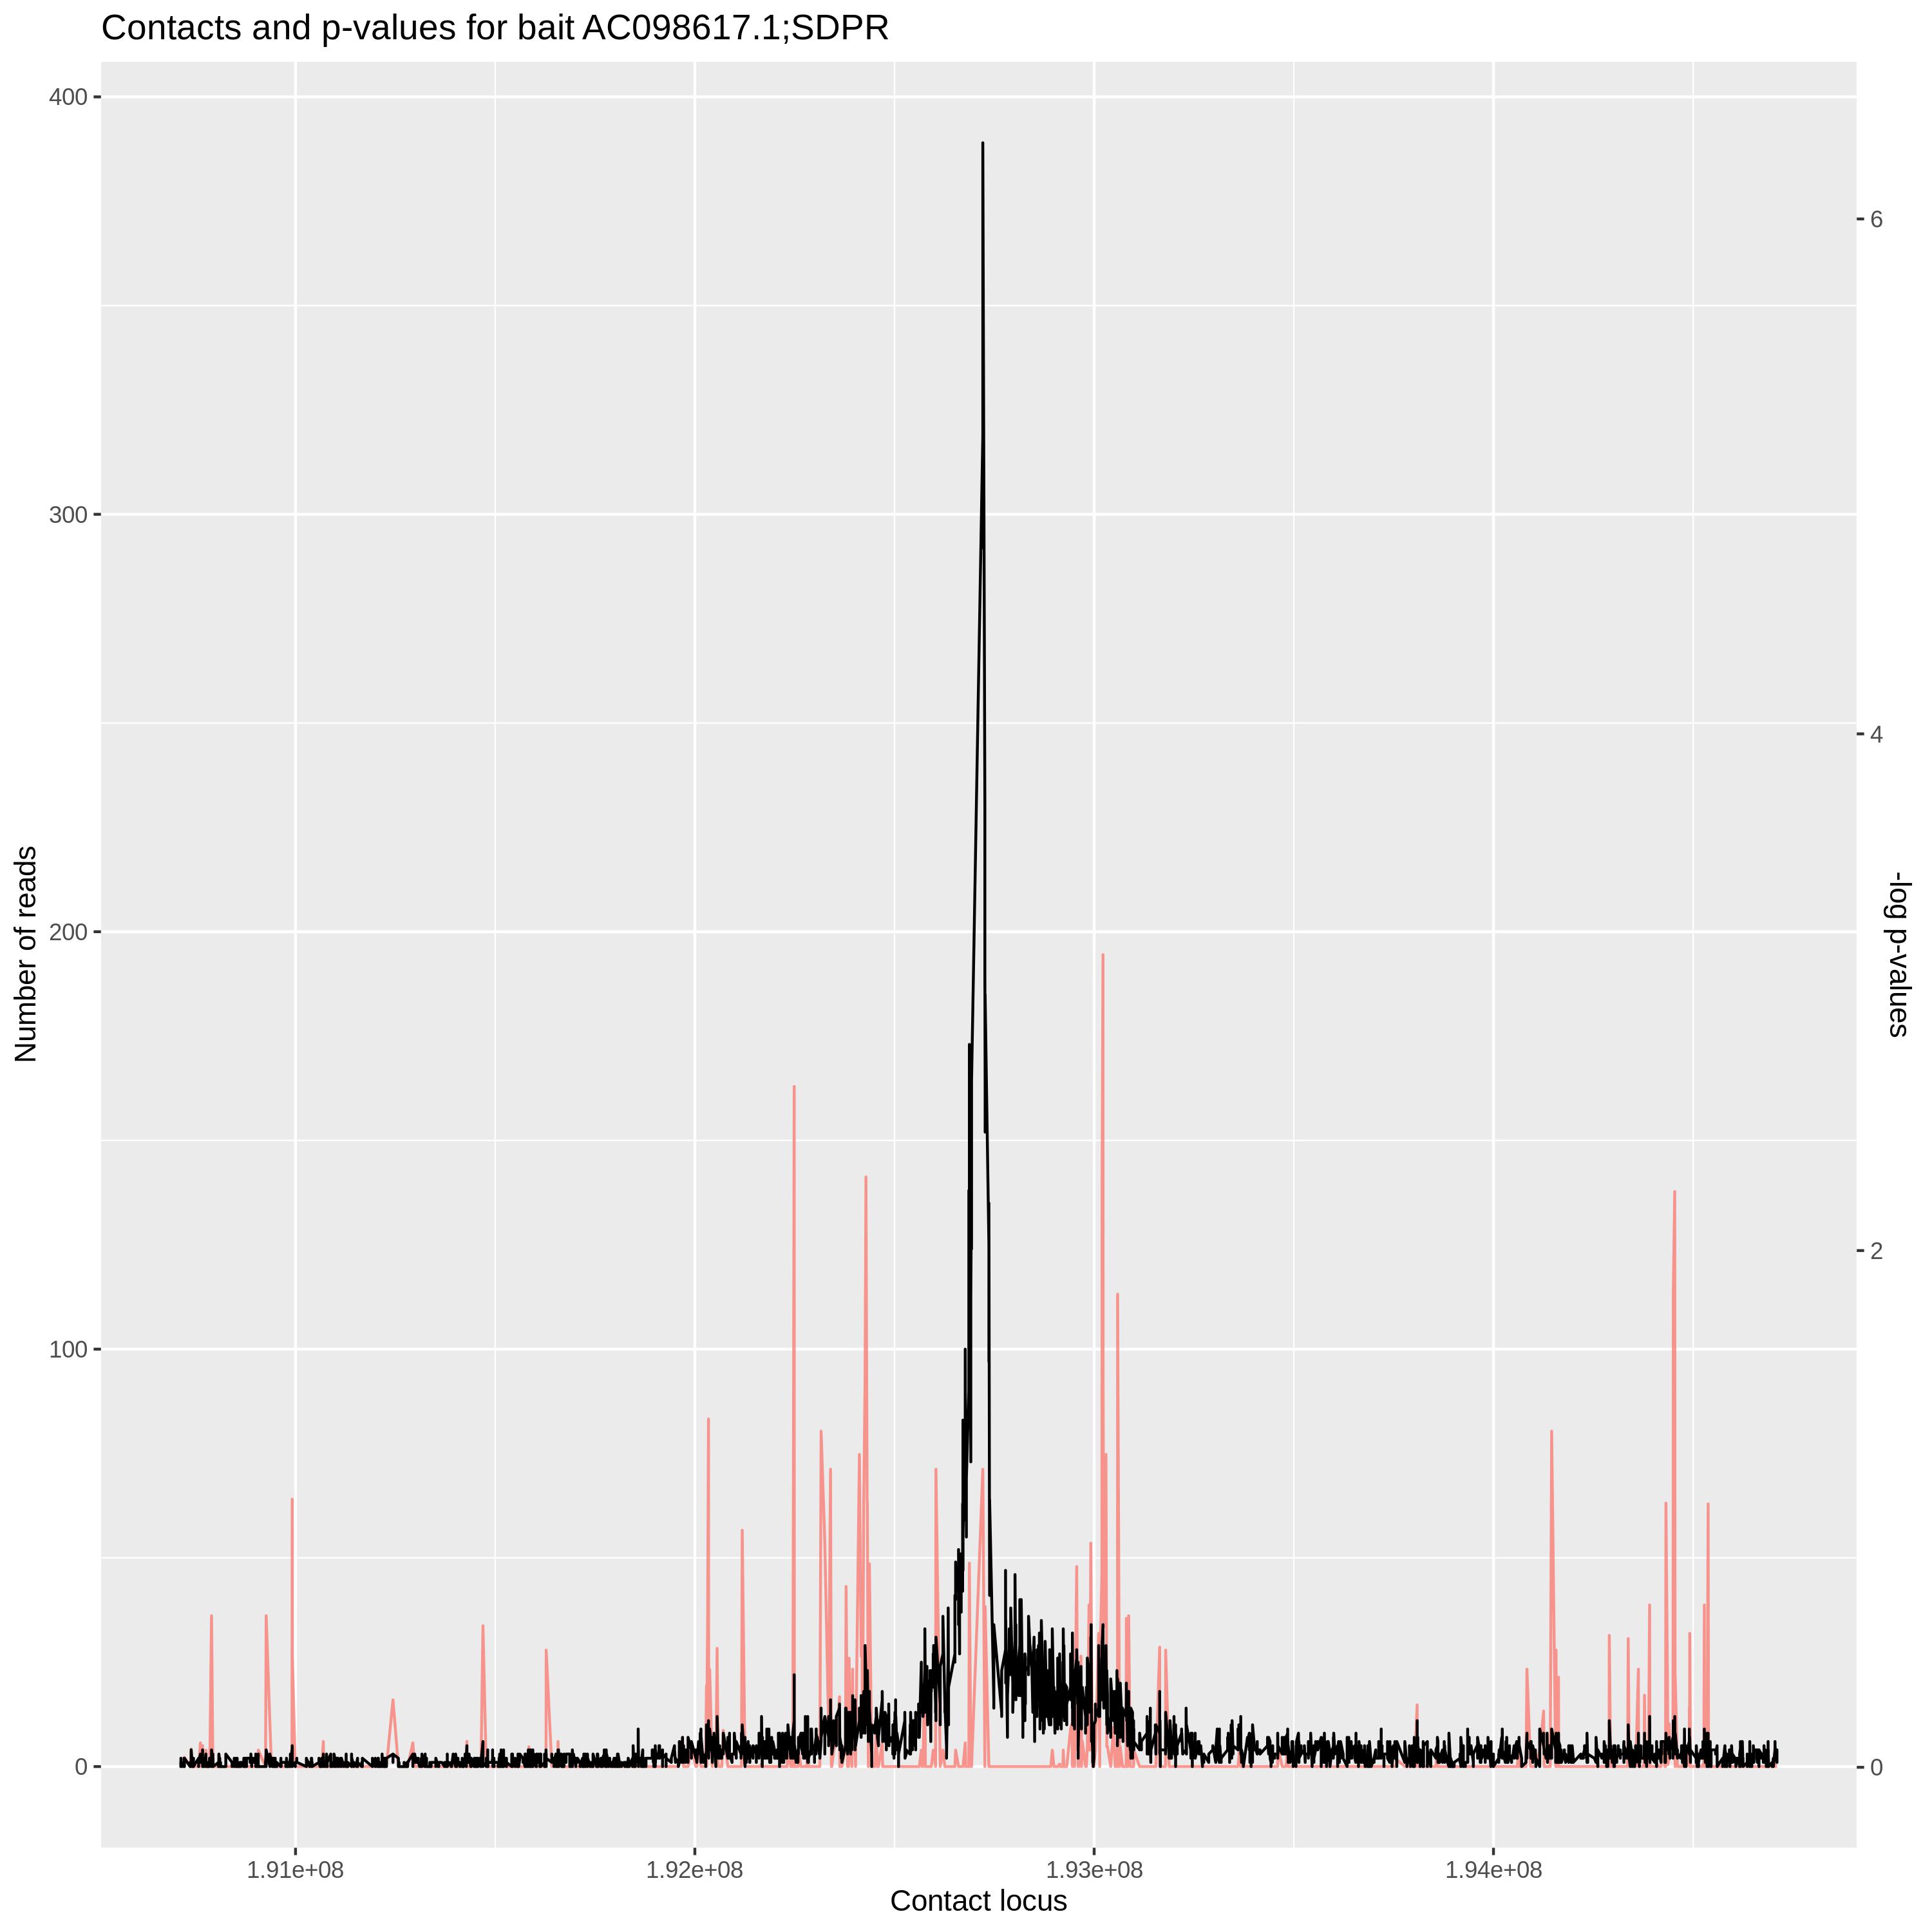 Contacts and p-values for bait AC098617.1;SDPR
400
300
200
100
0
Number of reads
6
4
2
0
-log p-values
1.91e+08
1.92e+08
1.93e+08
1.94e+08
Contact locus